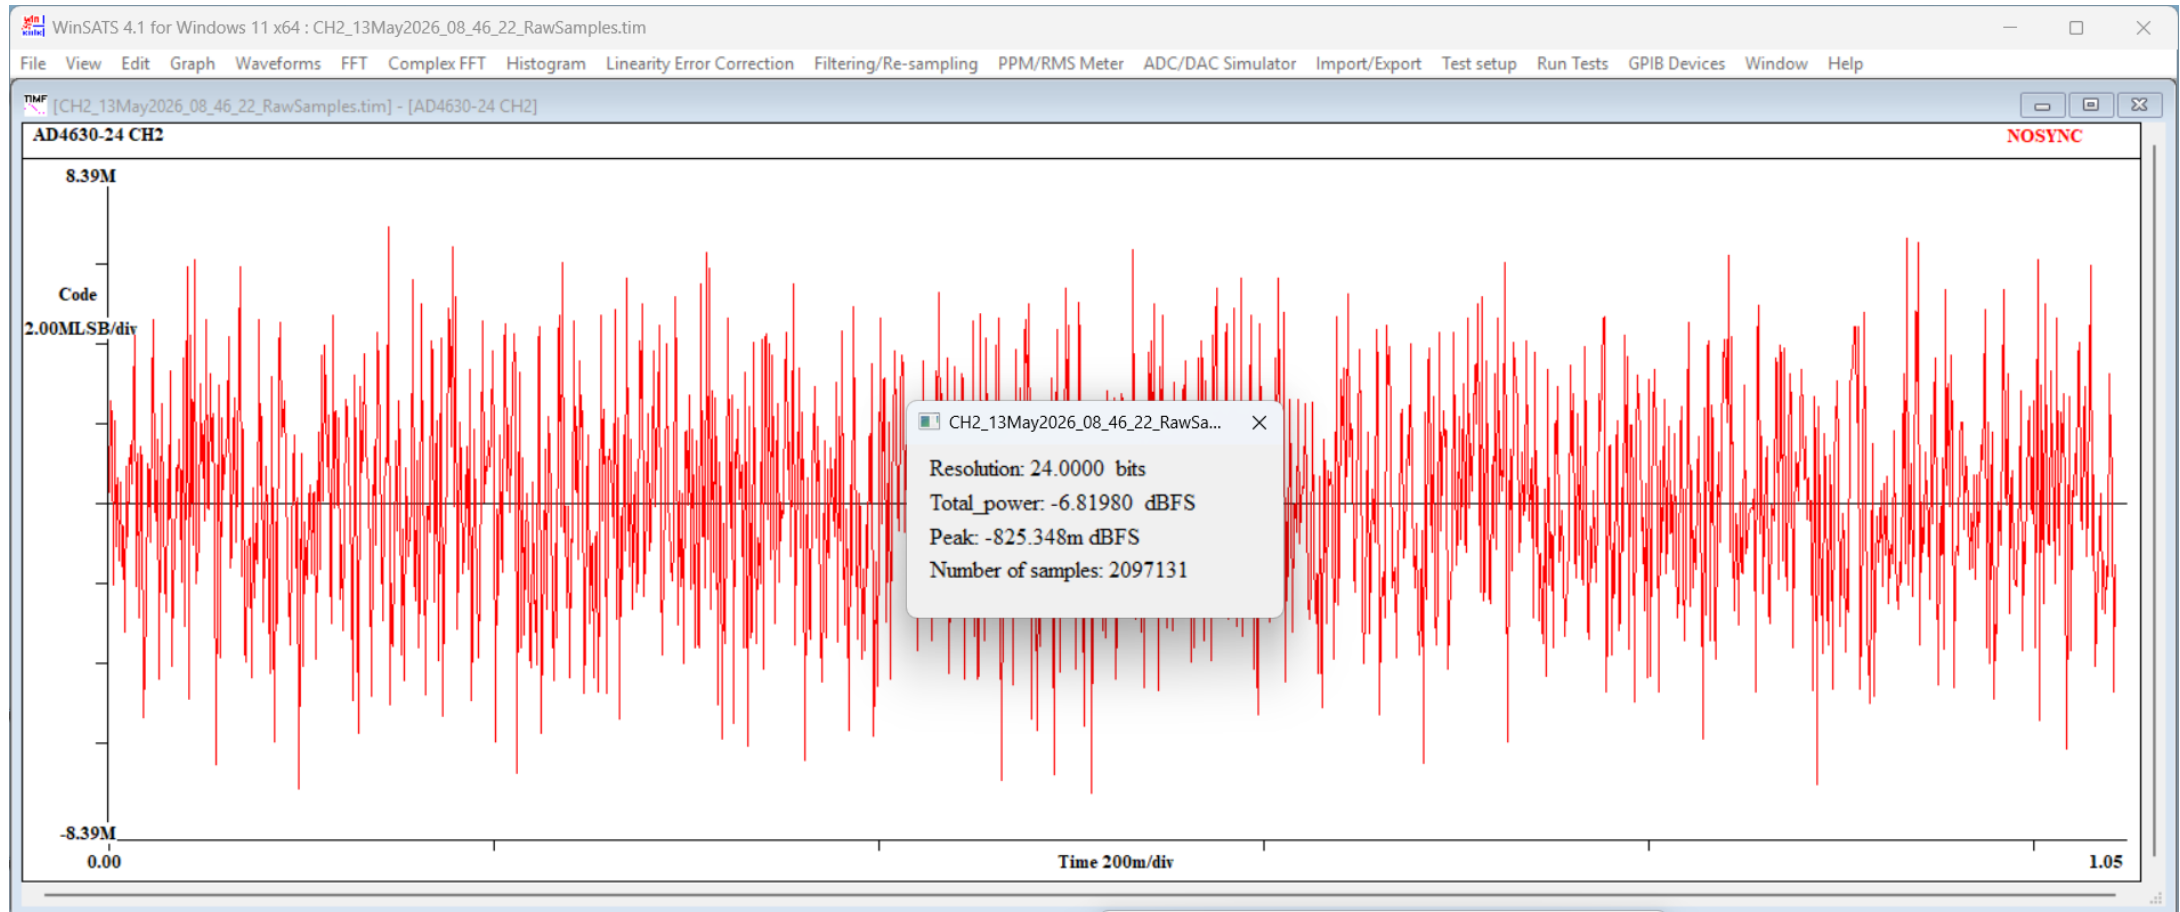 WinSATS 4.1 for Windows 11 x64 : CH2_13May2026_08_46_22_RawSamples.tim
File View Edit Graph Waveforms FFT Complex FFT Histogram Linearity Error Correction Filtering/Re-sampling PPM/RMS Meter ADC/DAC Simulator Import/Export Test setup Run Tests GPIB Devices Window Help
TIMF [CH2_13May2026_08_46_22_RawSamples.tim] - [AD4630-24 CH2]
AD4630-24 CH2 NOSYNC
8.39M
Code
2.00MLSB/div
CH2_13May2026_08_46_22_RawSa...
Resolution: 24.0000 bits
Total_power: -6.81980 dBFS
Peak: -825.348m dBFS
Number of samples: 2097131
-8.39M
0.00 Time 200m/div 1.05